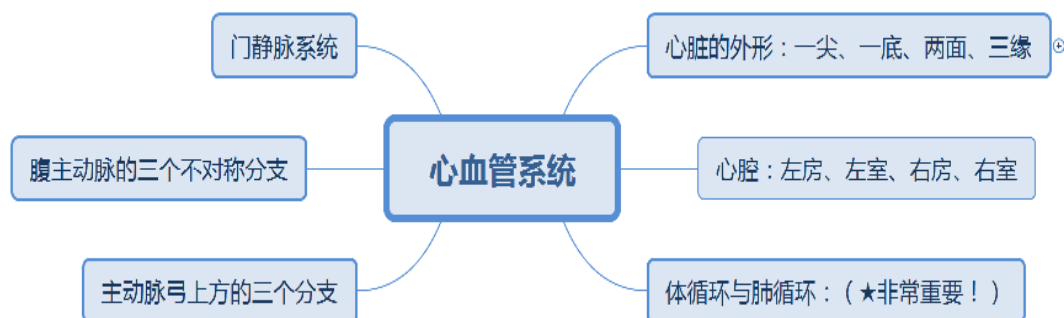 门静脉系统
心脏的外形：一尖、一底、两面、三缘
腹主动脉的三个不对称分支
心血管系统
心腔：左房、左室、右房、右室
主动脉弓上方的三个分支
体循环与肺循环：（★非常重要！）